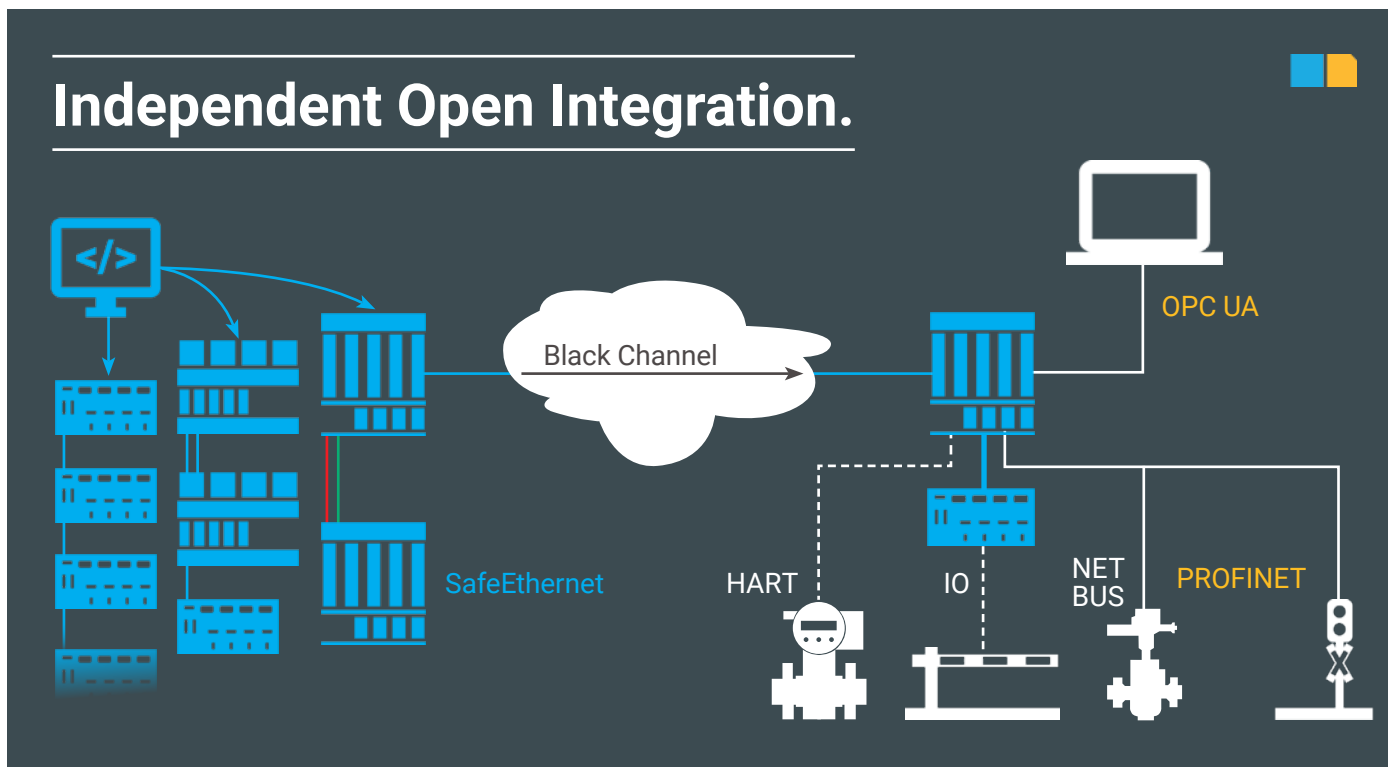 Independent Open Integration.
</>
Black Channel
OPC UA
SafeEthernet
HART
IO
NET
BUS
PROFINET